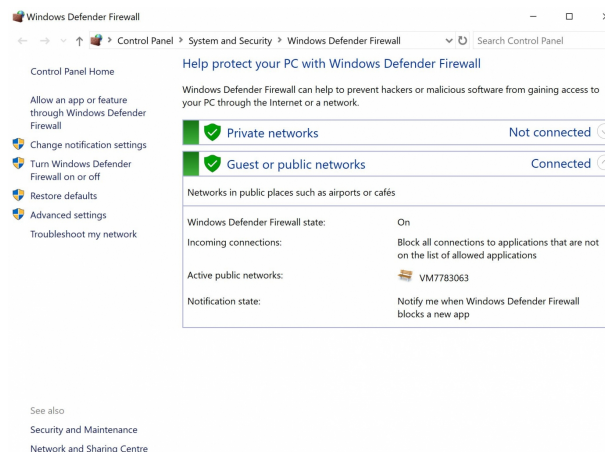 Windows Defender Firewall
Control Panel > System and Security > Windows Defender Firewall
Search Control Panel
Control Panel Home
Allow an app or feature
through Windows Defender
Firewall
Change notification settings
Turn Windows Defender
Firewall on or off
Restore defaults
Advanced settings
Troubleshoot my network
Help protect your PC with Windows Defender Firewall
Windows Defender Firewall can help to prevent hackers or malicious software from gaining access to
your PC through the Internet or a network.
Private networks Not connected
Guest or public networks Connected
Networks in public places such as airports or cafés
Windows Defender Firewall state: On
Incoming connections: Block all connections to applications that are not
on the list of allowed applications
Active public networks: VM7783063
Notification state: Notify me when Windows Defender Firewall
blocks a new app
See also
Security and Maintenance
Network and Sharing Centre